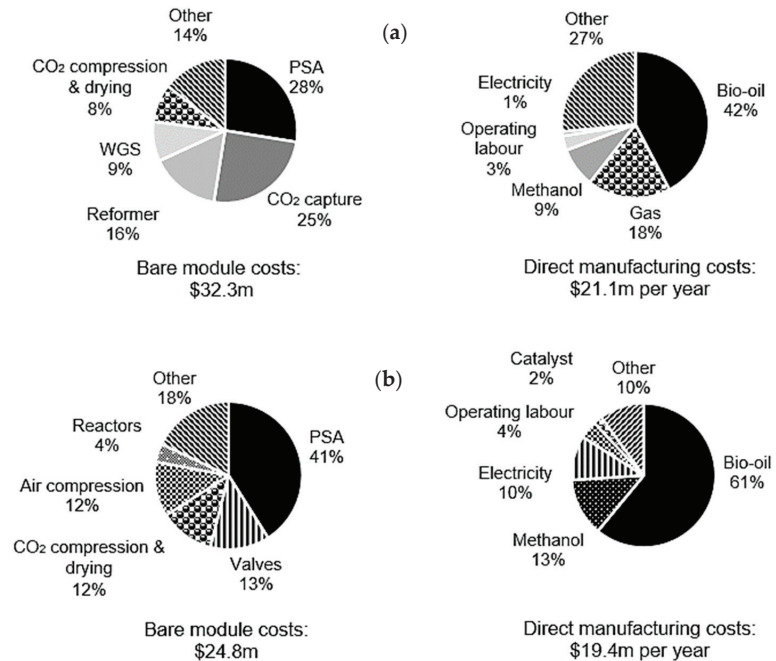 (a)
Other
14%
PSA
28%
CO₂ compression
& drying
8%
WGS
9%
Reformer
16%
CO₂ capture
25%
Bare module costs:
$32.3m
Other
27%
Electricity
1%
Bio-oil
42%
Operating
labour
3%
Methanol
9%
Gas
18%
Direct manufacturing costs:
$21.1m per year
(b)
Other
18%
Reactors
4%
PSA
41%
Air compression
12%
CO₂ compression &
drying
12%
Valves
13%
Bare module costs:
$24.8m
Catalyst
2%
Other
10%
Operating labour
4%
Bio-oil
61%
Electricity
10%
Methanol
13%
Direct manufacturing costs:
$19.4m per year